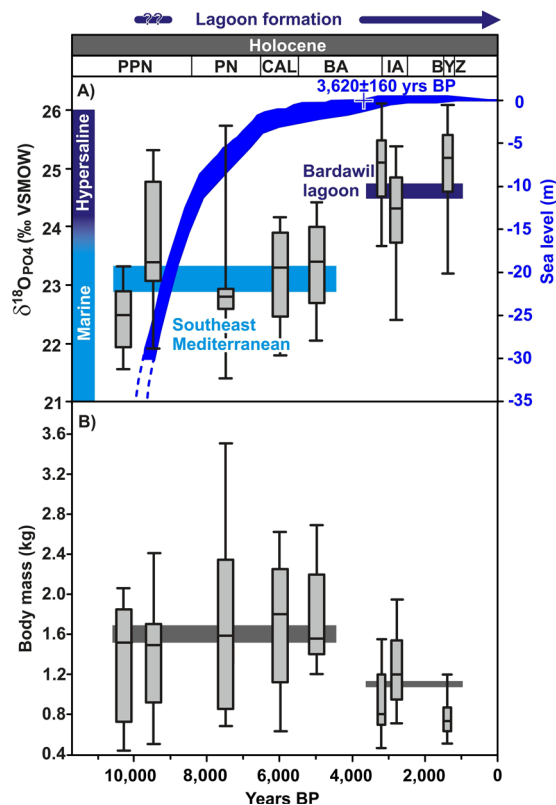 ?? Lagoon formation
Holocene
PPN PN CAL BA IA BYZ
A)
3,620±160 yrs BP
26
25
24
23
22
21
δ18OPO4 (‰ VSMOW)
Hypersaline
Marine
Bardawil
lagoon
Southeast
Mediterranean
0
-5
-10
-15
-20
-25
-30
-35
Sea level (m)
B)
3.6
3.2
2.8
2.4
2.0
1.6
1.2
0.8
0.4
Body mass (kg)
10,000 8,000 6,000 4,000 2,000 0
Years BP